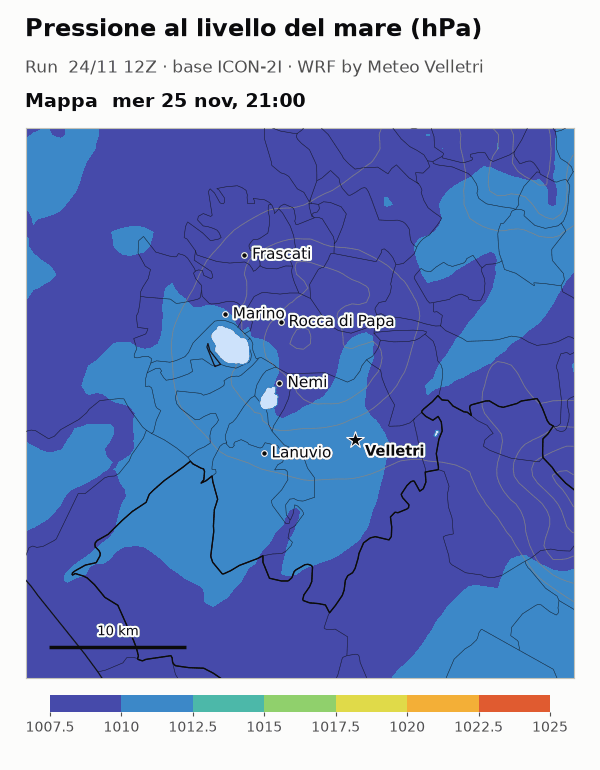 Pressione al livello del mare (hPa)
Run  24/11 12Z · base ICON-2I · WRF by Meteo Velletri
Mappa  mer 25 nov, 21:00
Frascati
Marino
Rocca di Papa
Nemi
Velletri
Lanuvio
10 km
1007.5 1010 1012.5 1015 1017.5 1020 1022.5 1025